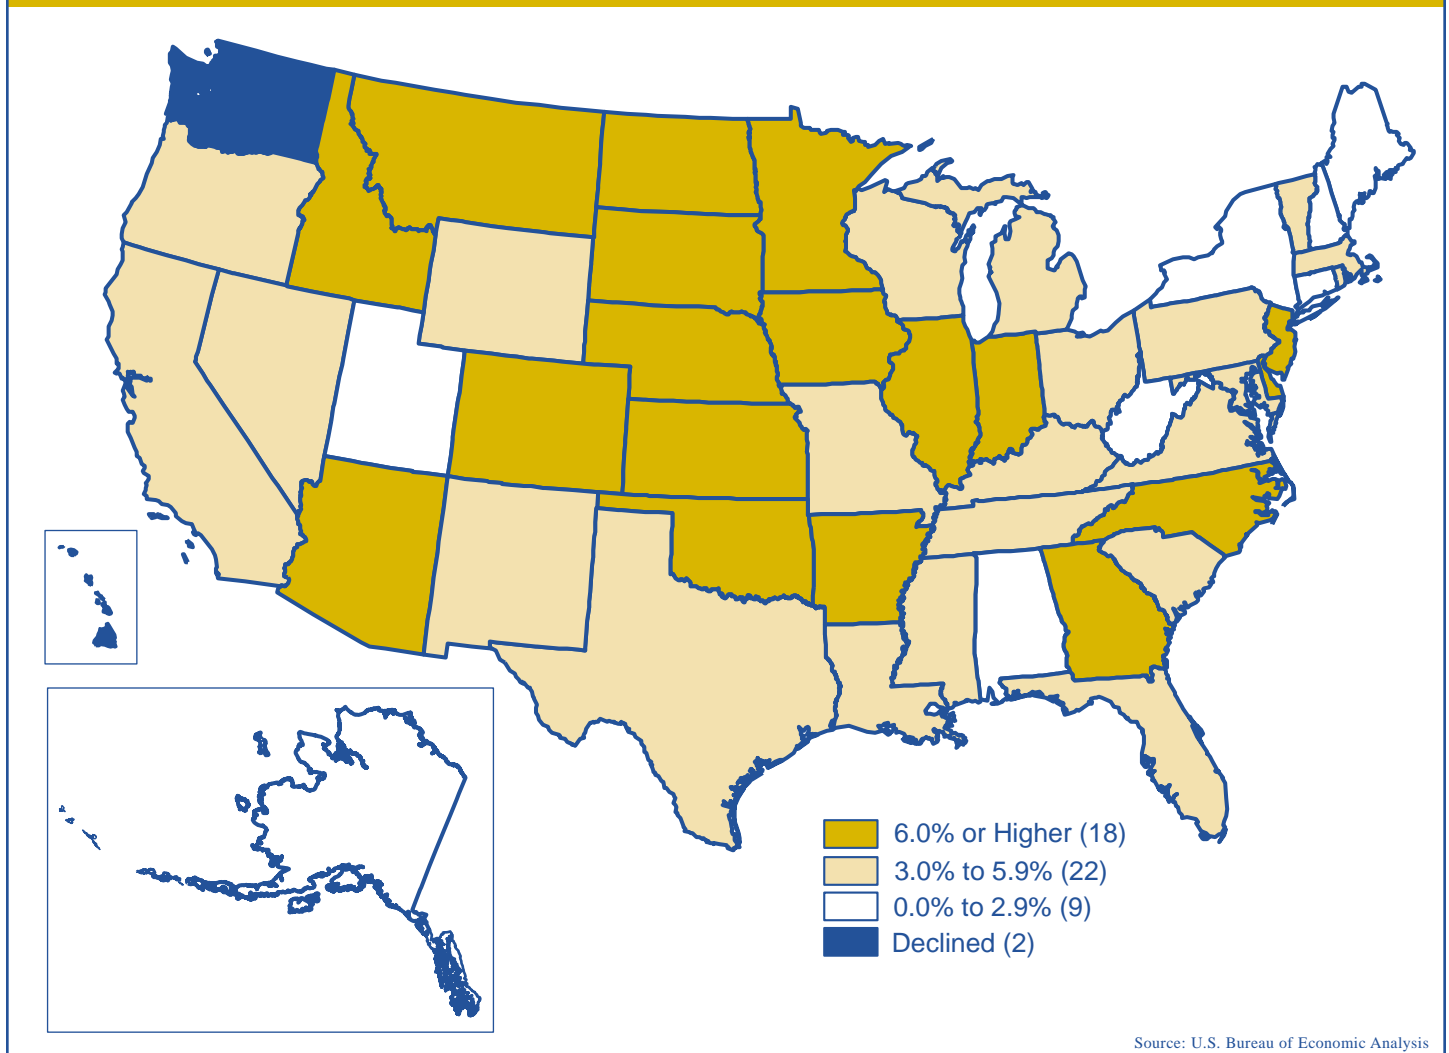 6.0% or Higher (18)
3.0% to 5.9% (22)
0.0% to 2.9% (9)
Declined (2)
Source: U.S. Bureau of Economic Analysis